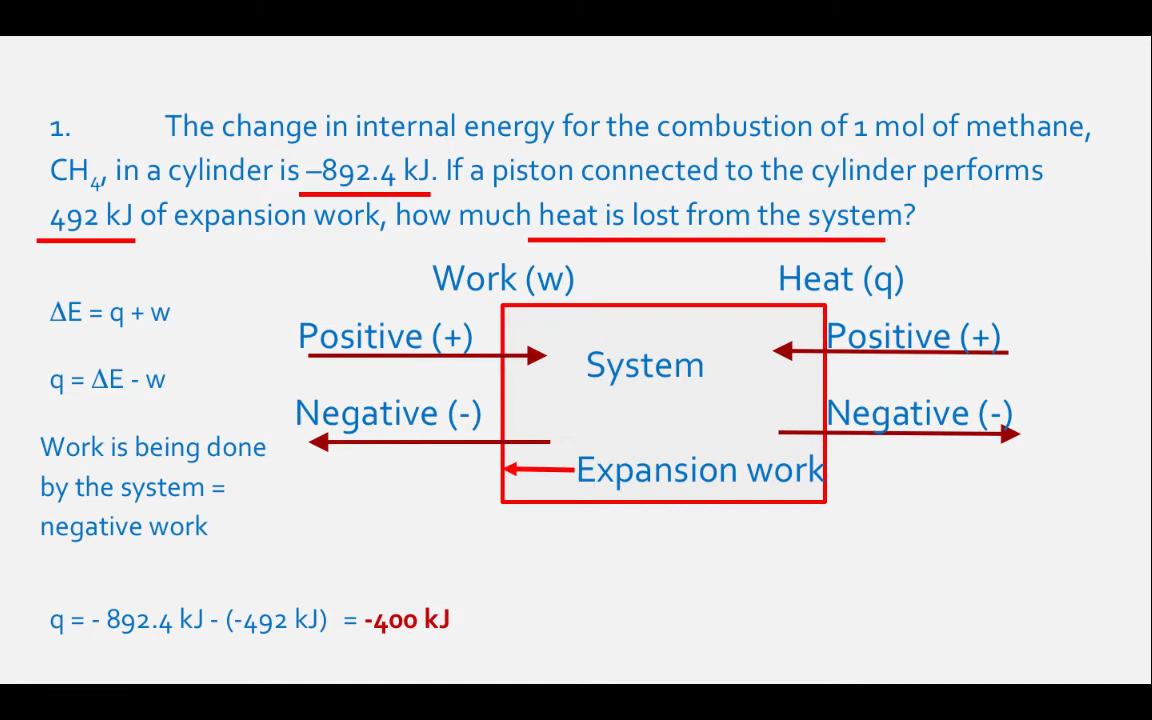 1. The change in internal energy for the combustion of 1 mol of methane,
CH4, in a cylinder is –892.4 kJ. If a piston connected to the cylinder performs
492 kJ of expansion work, how much heat is lost from the system?
Work (w) Heat (q)
ΔE = q + w
Positive (+) Positive (+)
System
q = ΔE - w
Negative (-) Negative (-)
Work is being done
by the system =
negative work
Expansion work
q = - 892.4 kJ - (-492 kJ) = -400 kJ